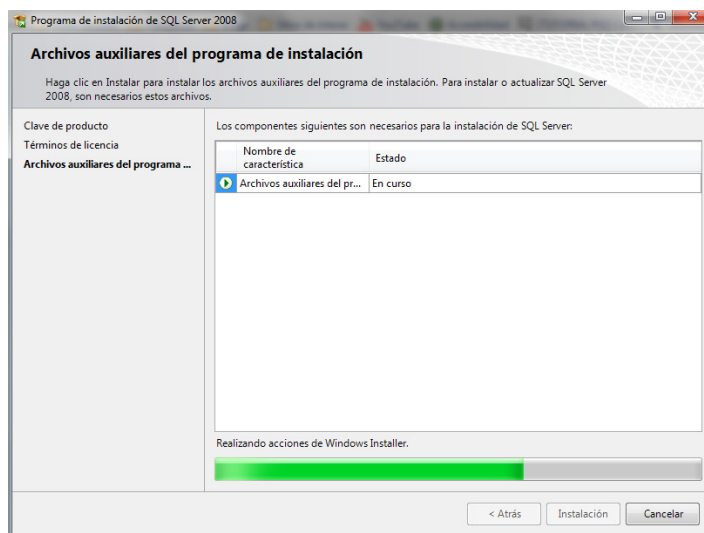 Programa de instalación de SQL Server 2008
Archivos auxiliares del programa de instalación
Haga clic en Instalar para instalar los archivos auxiliares del programa de instalación. Para instalar o actualizar SQL Server
2008, son necesarios estos archivos.
Clave de producto
Términos de licencia
Archivos auxiliares del programa ...
Los componentes siguientes son necesarios para la instalación de SQL Server:
Nombre de
característica
Estado
Archivos auxiliares del pr...
En curso
Realizando acciones de Windows Installer.
< Atrás
Instalación
Cancelar